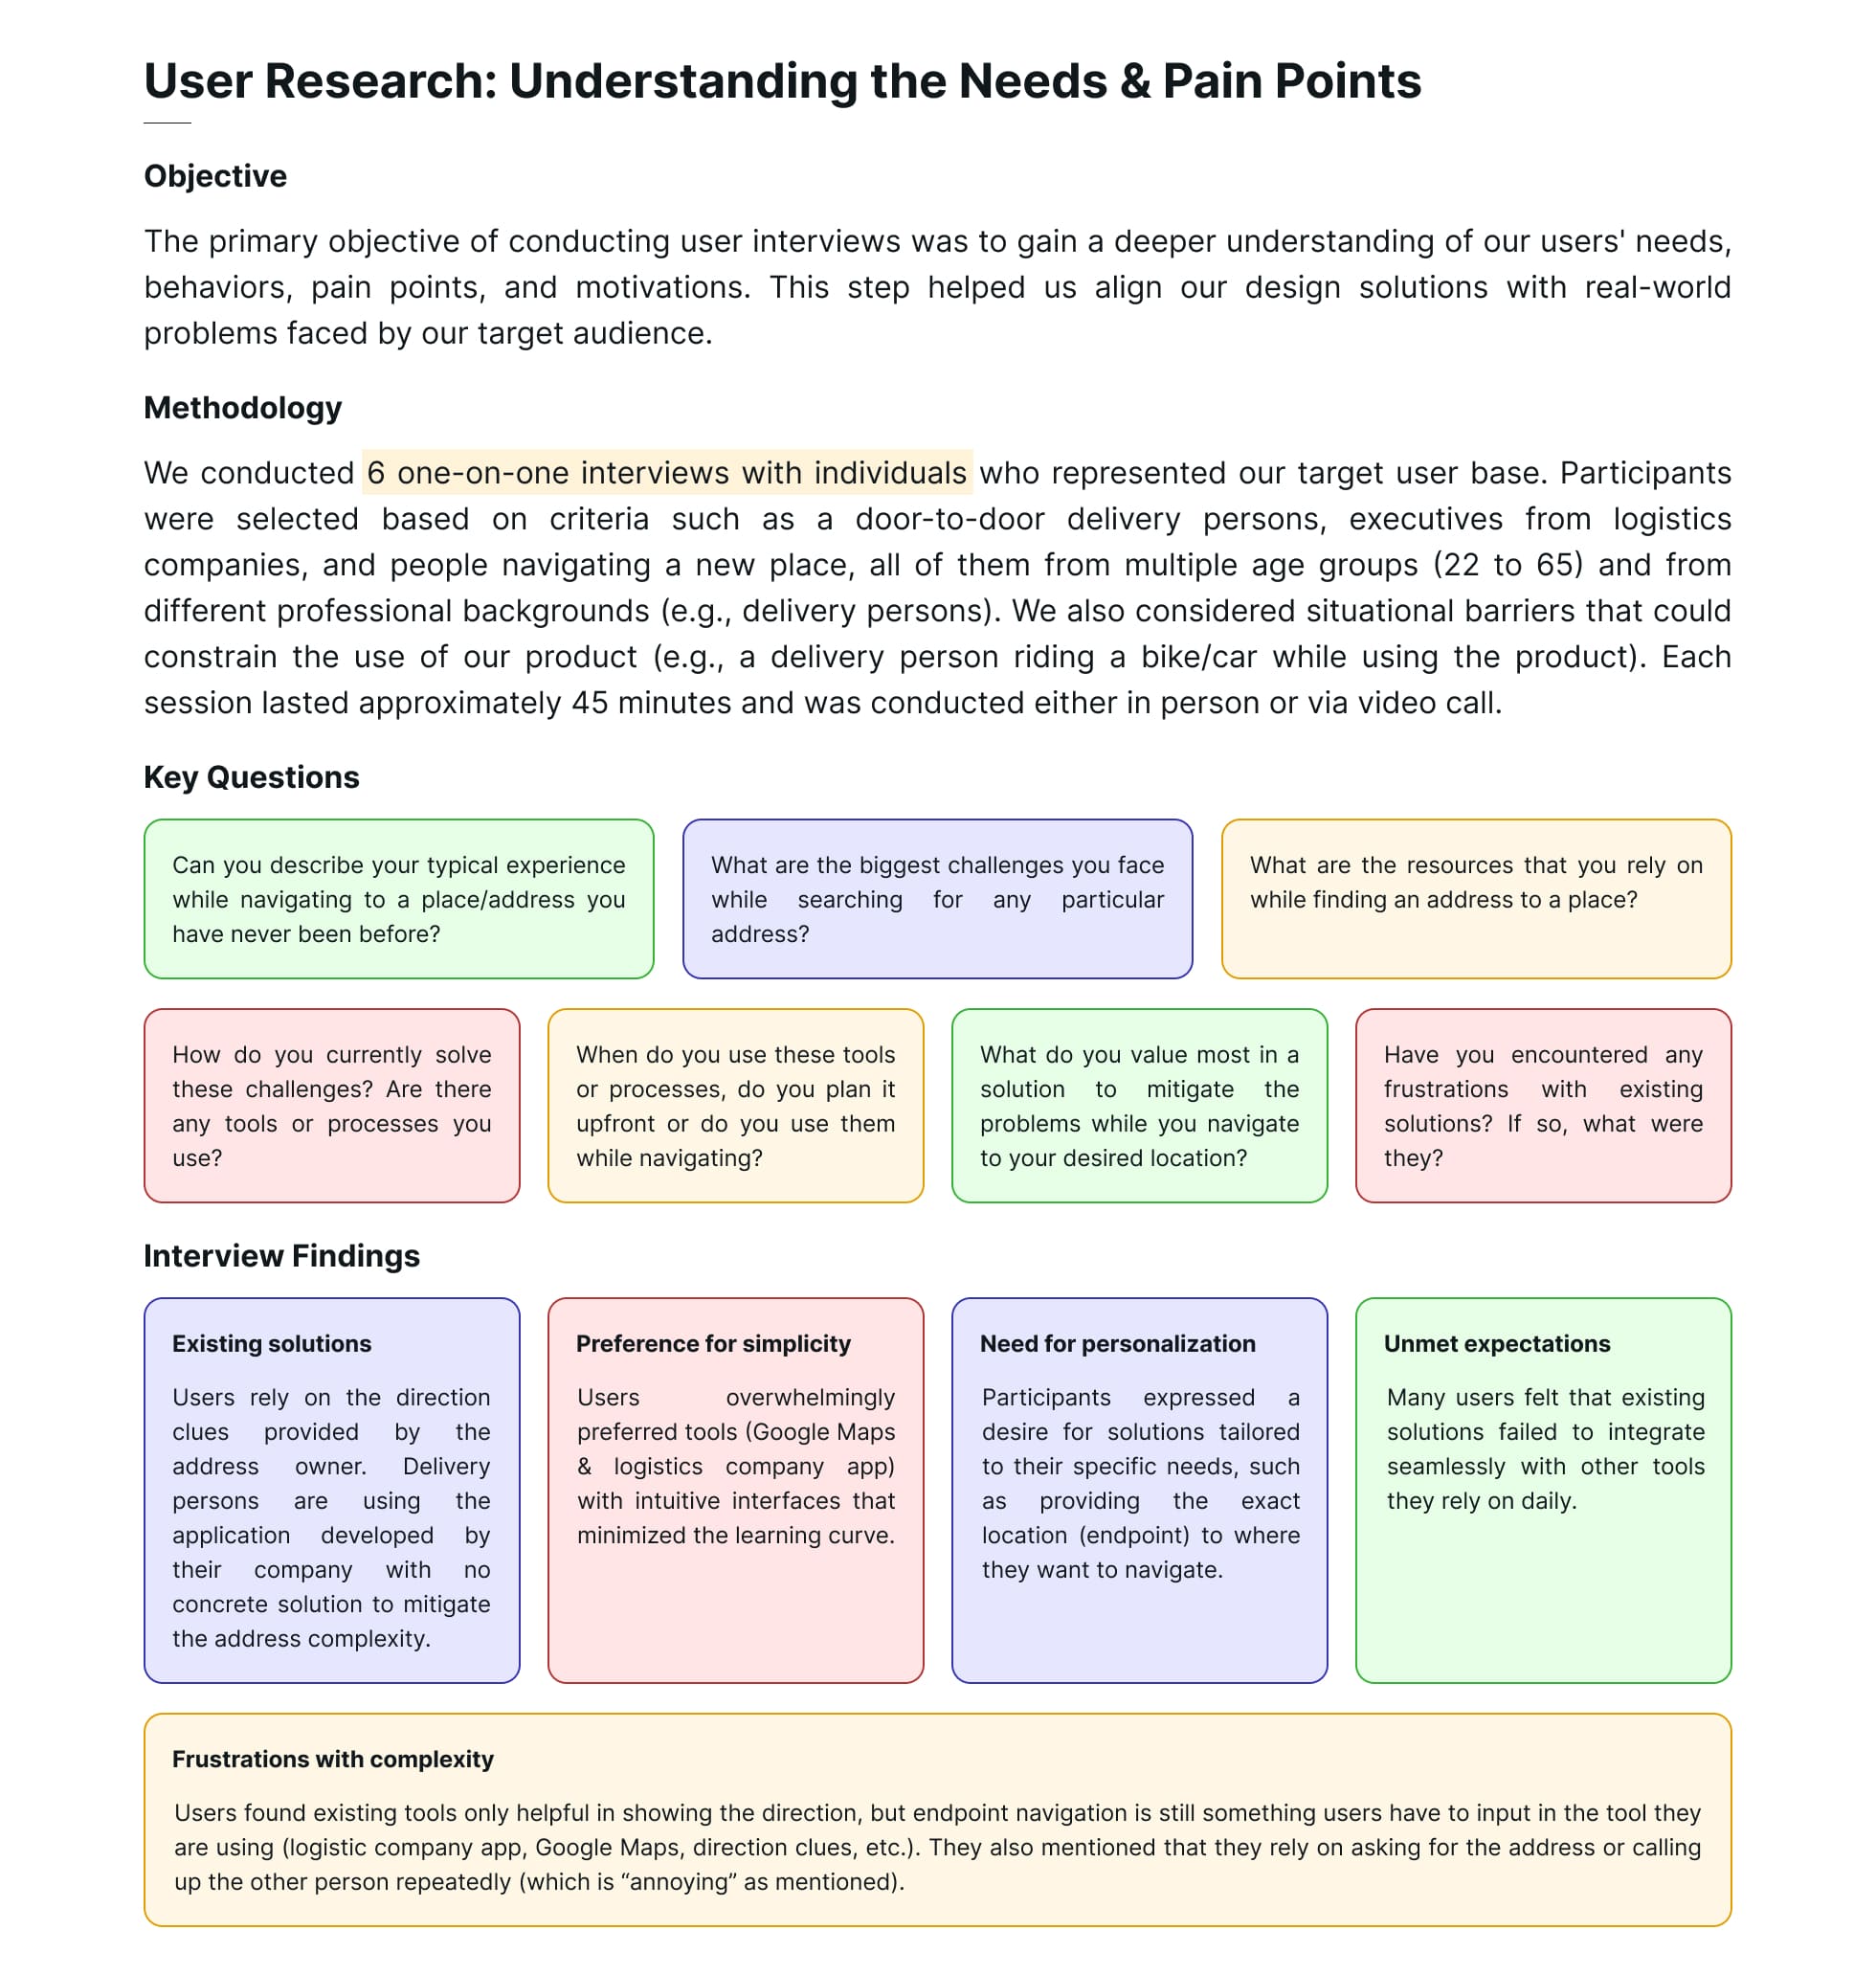 User Research: Understanding the Needs & Pain Points
Objective
The primary objective of conducting user interviews was to gain a deeper understanding of our users' needs,
behaviors, pain points, and motivations. This step helped us align our design solutions with real-world
problems faced by our target audience.
Methodology
We conducted 6 one-on-one interviews with individuals who represented our target user base. Participants
were selected based on criteria such as a door-to-door delivery persons, executives from logistics
companies, and people navigating a new place, all of them from multiple age groups (22 to 65) and from
different professional backgrounds (e.g., delivery persons). We also considered situational barriers that could
constrain the use of our product (e.g., a delivery person riding a bike/car while using the product). Each
session lasted approximately 45 minutes and was conducted either in person or via video call.
Key Questions
Can you describe your typical experience
while navigating to a place/address you
have never been before?
What are the biggest challenges you face
while searching for any particular
address?
What are the resources that you rely on
while finding an address to a place?
How do you currently solve
these challenges? Are there
any tools or processes you
use?
When do you use these tools
or processes, do you plan it
upfront or do you use them
while navigating?
What do you value most in a
solution to mitigate the
problems while you navigate
to your desired location?
Have you encountered any
frustrations with existing
solutions? If so, what were
they?
Interview Findings
Existing solutions
Users rely on the direction
clues provided by the
address owner. Delivery
persons are using the
application developed by
their company with no
concrete solution to mitigate
the address complexity.
Preference for simplicity
Users overwhelmingly
preferred tools (Google Maps
& logistics company app)
with intuitive interfaces that
minimized the learning curve.
Need for personalization
Participants expressed a
desire for solutions tailored
to their specific needs, such
as providing the exact
location (endpoint) to where
they want to navigate.
Unmet expectations
Many users felt that existing
solutions failed to integrate
seamlessly with other tools
they rely on daily.
Frustrations with complexity
Users found existing tools only helpful in showing the direction, but endpoint navigation is still something users have to input in the tool they
are using (logistic company app, Google Maps, direction clues, etc.). They also mentioned that they rely on asking for the address or calling
up the other person repeatedly (which is “annoying” as mentioned).